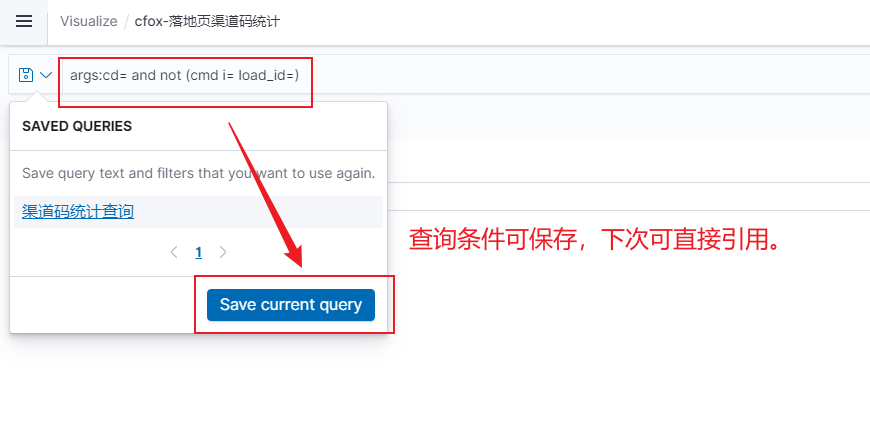 Visualize / cfox-落地页渠道码统计
args:cd= and not (cmd i= load_id=)
SAVED QUERIES
Save query text and filters that you want to use again.
渠道码统计查询
1
查询条件可保存，下次可直接引用。
Save current query